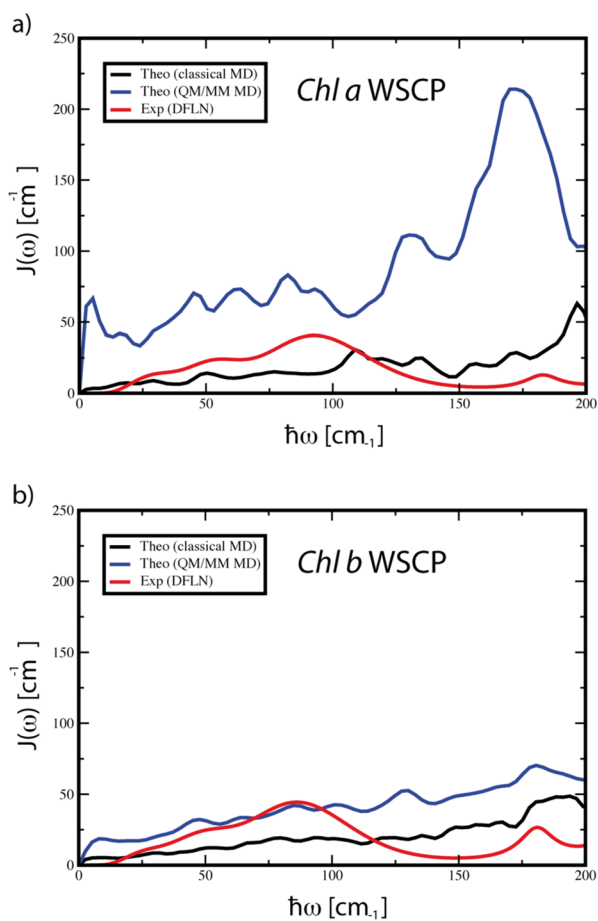 a)
250
200
150
100
50
0
J(ω) [cm⁻¹]
Theo (classical MD)
Theo (QM/MM MD)
Exp (DFLN)
Chl a WSCP
0 50 100 150 200
ħω [cm₋₁]
b)
250
200
150
100
50
0
J(ω) [cm⁻¹]
Theo (classical MD)
Theo (QM/MM MD)
Exp (DFLN)
Chl b WSCP
0 50 100 150 200
ħω [cm₋₁]